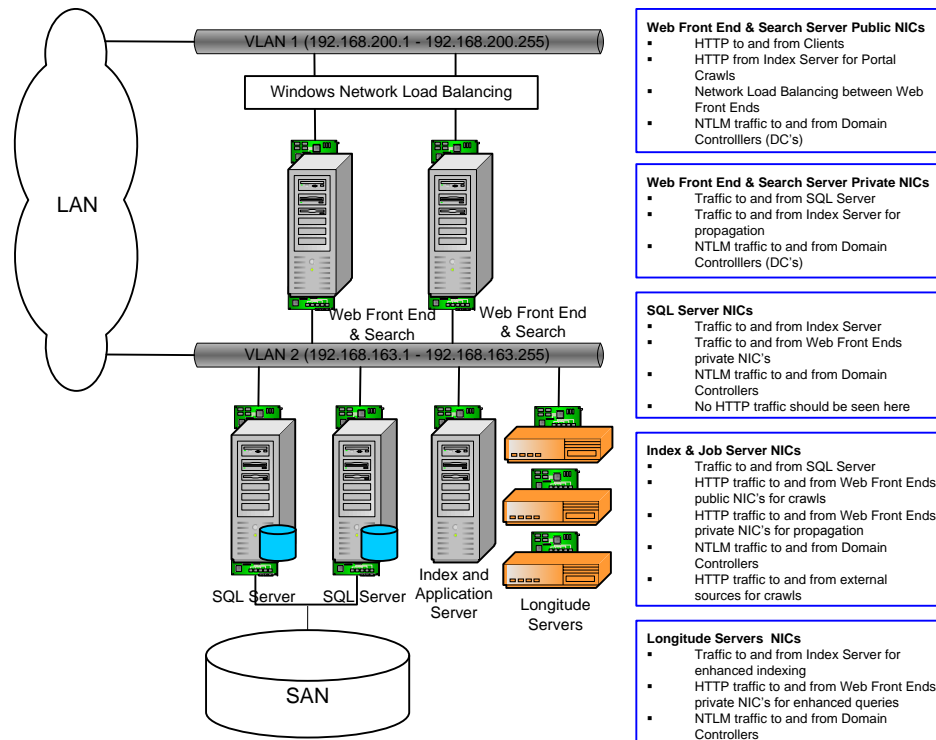 VLAN 1 (192.168.200.1 - 192.168.200.255)
Windows Network Load Balancing
LAN
Web Front End
& Search
Web Front End
& Search
VLAN 2 (192.168.163.1 - 192.168.163.255)
SQL Server
SQL Server
Index and
Application
Server
Longitude
Servers
SAN
Web Front End & Search Server Public NICs
▪ HTTP to and from Clients
▪ HTTP from Index Server for Portal
Crawls
▪ Network Load Balancing between Web
Front Ends
▪ NTLM traffic to and from Domain
Controlllers (DC's)
Web Front End & Search Server Private NICs
▪ Traffic to and from SQL Server
▪ Traffic to and from Index Server for
propagation
▪ NTLM traffic to and from Domain
Controlllers (DC's)
SQL Server NICs
▪ Traffic to and from Index Server
▪ Traffic to and from Web Front Ends
private NIC's
▪ NTLM traffic to and from Domain
Controllers
▪ No HTTP traffic should be seen here
Index & Job Server NICs
▪ Traffic to and from SQL Server
▪ HTTP traffic to and from Web Front Ends
public NIC's for crawls
▪ HTTP traffic to and from Web Front Ends
private NIC's for propagation
▪ NTLM traffic to and from Domain
Controllers
▪ HTTP traffic to and from external
sources for crawls
Longitude Servers NICs
▪ Traffic to and from Index Server for
enhanced indexing
▪ HTTP traffic to and from Web Front Ends
private NIC's for enhanced queries
▪ NTLM traffic to and from Domain
Controllers